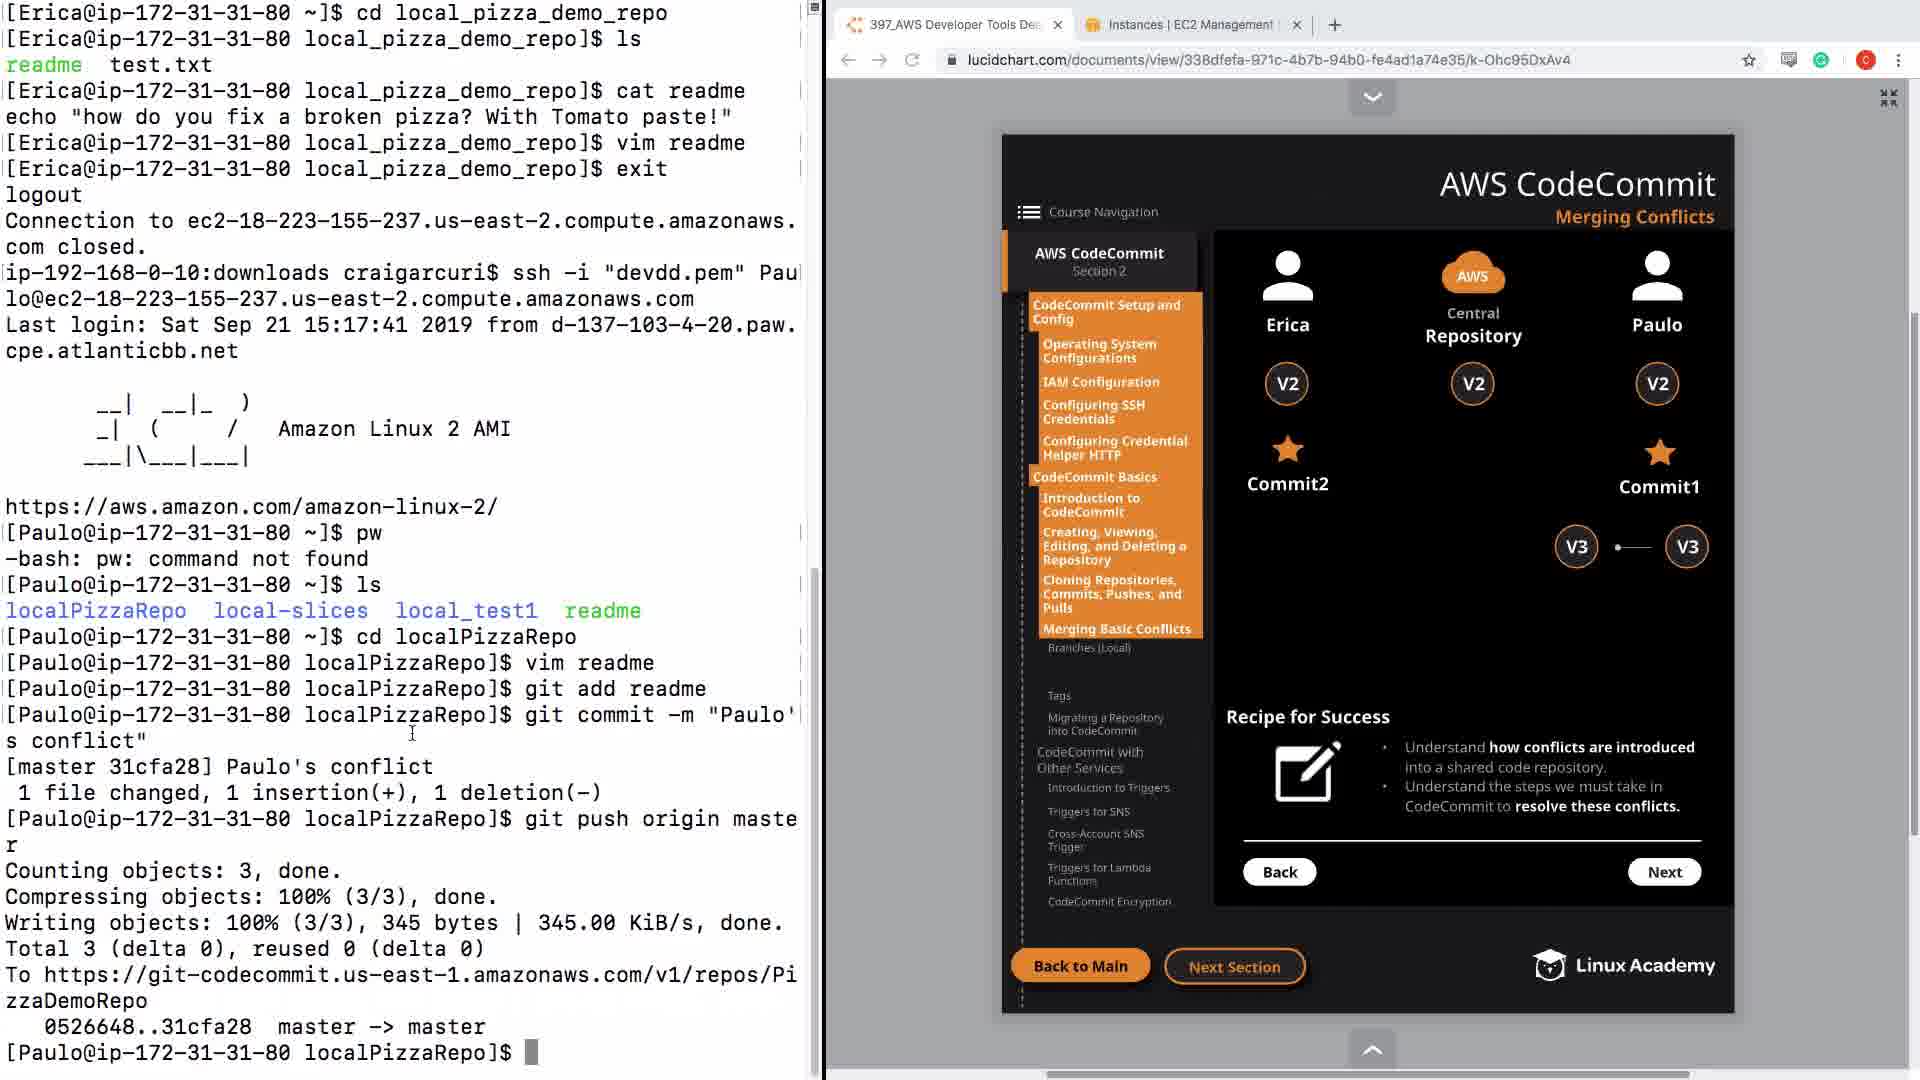 [Erica@ip-172-31-31-80 ~]$ cd local_pizza_demo_repo
[Erica@ip-172-31-31-80 local_pizza_demo_repo]$ ls
readme  test.txt
[Erica@ip-172-31-31-80 local_pizza_demo_repo]$ cat readme
echo "how do you fix a broken pizza? With Tomato paste!"
[Erica@ip-172-31-31-80 local_pizza_demo_repo]$ vim readme
[Erica@ip-172-31-31-80 local_pizza_demo_repo]$ exit
logout
Connection to ec2-18-223-155-237.us-east-2.compute.amazonaws.
com closed.
ip-192-168-0-10:downloads craigarcuri$ ssh -i "devdd.pem" Pau
lo@ec2-18-223-155-237.us-east-2.compute.amazonaws.com
Last login: Sat Sep 21 15:17:41 2019 from d-137-103-4-20.paw.
cpe.atlanticbb.net
__|  __|_  )
_|  (     /   Amazon Linux 2 AMI
___|\___|___|
https://aws.amazon.com/amazon-linux-2/
[Paulo@ip-172-31-31-80 ~]$ pw
-bash: pw: command not found
[Paulo@ip-172-31-31-80 ~]$ ls
localPizzaRepo  local-slices  local_test1  readme
[Paulo@ip-172-31-31-80 ~]$ cd localPizzaRepo
[Paulo@ip-172-31-31-80 localPizzaRepo]$ vim readme
[Paulo@ip-172-31-31-80 localPizzaRepo]$ git add readme
[Paulo@ip-172-31-31-80 localPizzaRepo]$ git commit -m "Paulo'
s conflict"
[master 31cfa28] Paulo's conflict
1 file changed, 1 insertion(+), 1 deletion(-)
[Paulo@ip-172-31-31-80 localPizzaRepo]$ git push origin maste
r
Counting objects: 3, done.
Compressing objects: 100% (3/3), done.
Writing objects: 100% (3/3), 345 bytes | 345.00 KiB/s, done.
Total 3 (delta 0), reused 0 (delta 0)
To https://git-codecommit.us-east-1.amazonaws.com/v1/repos/Pi
zzaDemoRepo
0526648..31cfa28  master -> master
[Paulo@ip-172-31-31-80 localPizzaRepo]$
397_AWS Developer Tools De
Instances | EC2 Management
lucidchart.com/documents/view/338dfefa-971c-4b7b-94b0-fe4ad1a74e35/k-Ohc95DxAv4
C
AWS CodeCommit
Merging Conflicts
Course Navigation
AWS CodeCommit
Section 2
CodeCommit Setup and
Config
Operating System
Configurations
IAM Configuration
Configuring SSH
Credentials
Configuring Credential
Helper HTTP
CodeCommit Basics
Introduction to
CodeCommit
Creating, Viewing,
Editing, and Deleting a
Repository
Cloning Repositories,
Commits, Pushes, and
Pulls
Merging Basic Conflicts
Branches (Local)
Tags
Migrating a Repository
into CodeCommit
CodeCommit with
Other Services
Introduction to Triggers
Triggers for SNS
Cross-Account SNS
Trigger
Triggers for Lambda
Functions
CodeCommit Encryption
Erica
AWS
Central
Repository
Paulo
V2
V2
V2
Commit2
Commit1
V3
V3
Recipe for Success
• Understand how conflicts are introduced
into a shared code repository.
• Understand the steps we must take in
CodeCommit to resolve these conflicts.
Back
Next
Back to Main
Next Section
Linux Academy